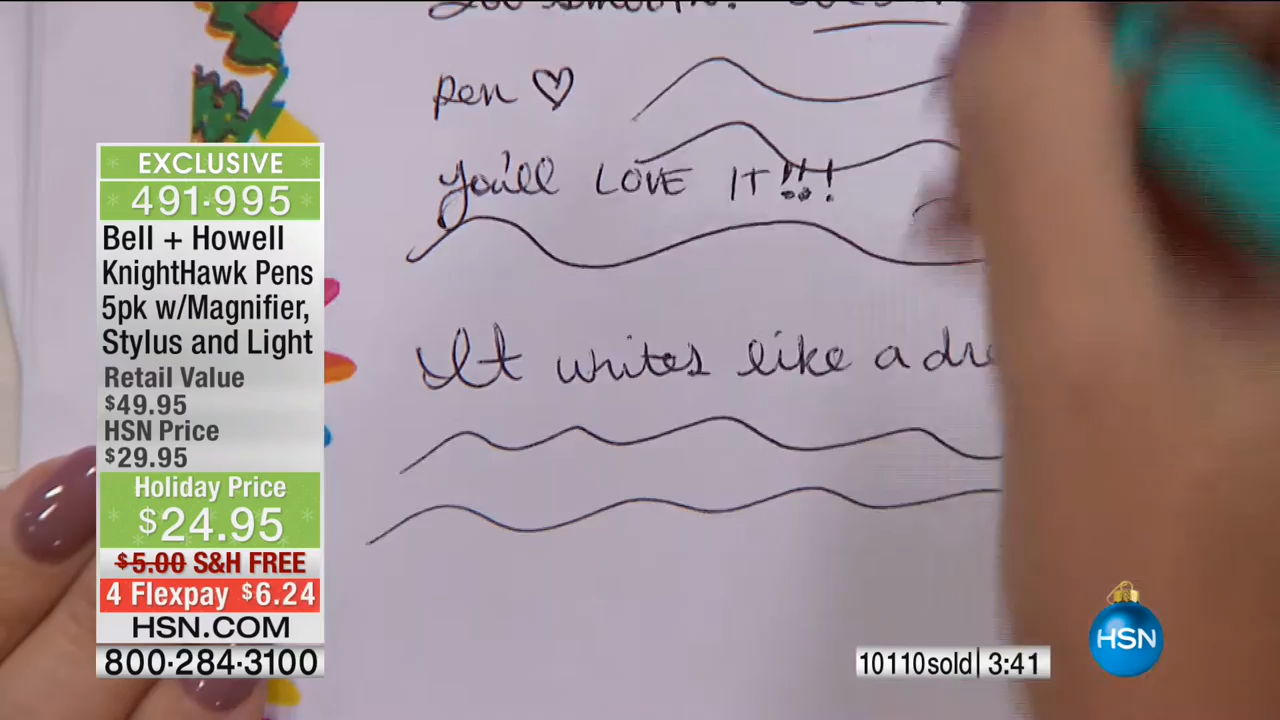 pen ♡
you'll LOVE IT!!!
It writes like a
EXCLUSIVE
491-995
Bell + Howell
KnightHawk Pens
5pk w/Magnifier,
Stylus and Light
Retail Value
$49.95
HSN Price
$29.95
Holiday Price
$24.95
$5.00 S&H FREE
4 Flexpay $6.24
HSN.COM
800-284-3100
10110sold 3:41
HSN